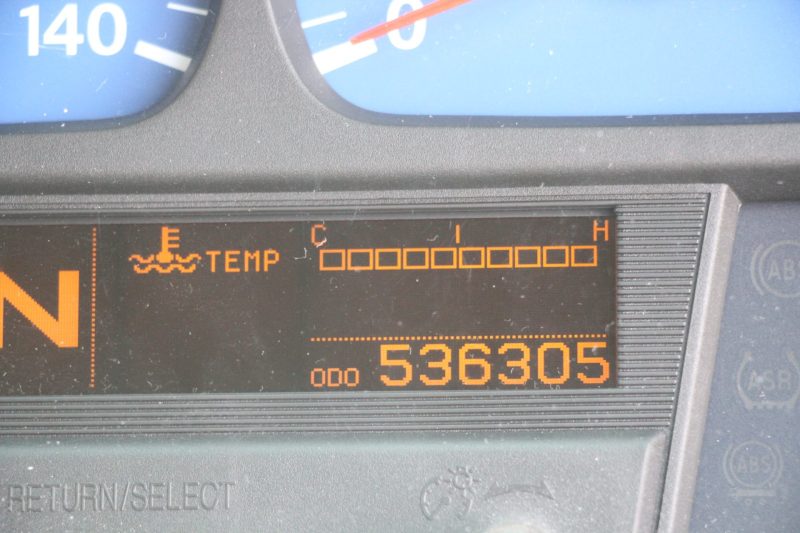 140
0
C H
TEMP
N
ODO 536305
ABS
ASR
ABS
RETURN/SELECT